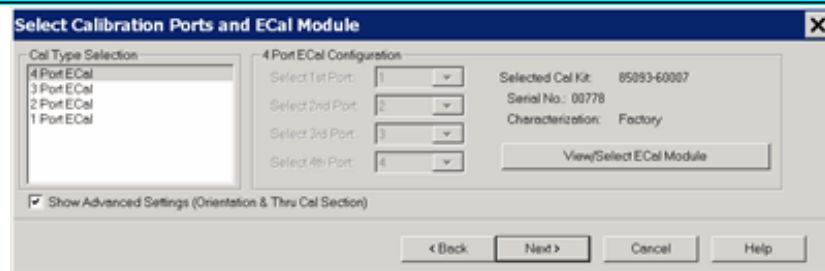 Select Calibration Ports and ECal Module
Cal Type Selection
4 Port ECal
3 Port ECal
2 Port ECal
1 Port ECal
4 Port ECal Configuration
Select 1st Port: 1
Select 2nd Port: 2
Select 3rd Port: 3
Select 4th Port: 4
Selected Cal Kit: 85093-60007
Serial No.: 00778
Characterization: Factory
View/Select ECal Module
Show Advanced Settings (Orientation & Thru Cal Section)
< Back
Next >
Cancel
Help